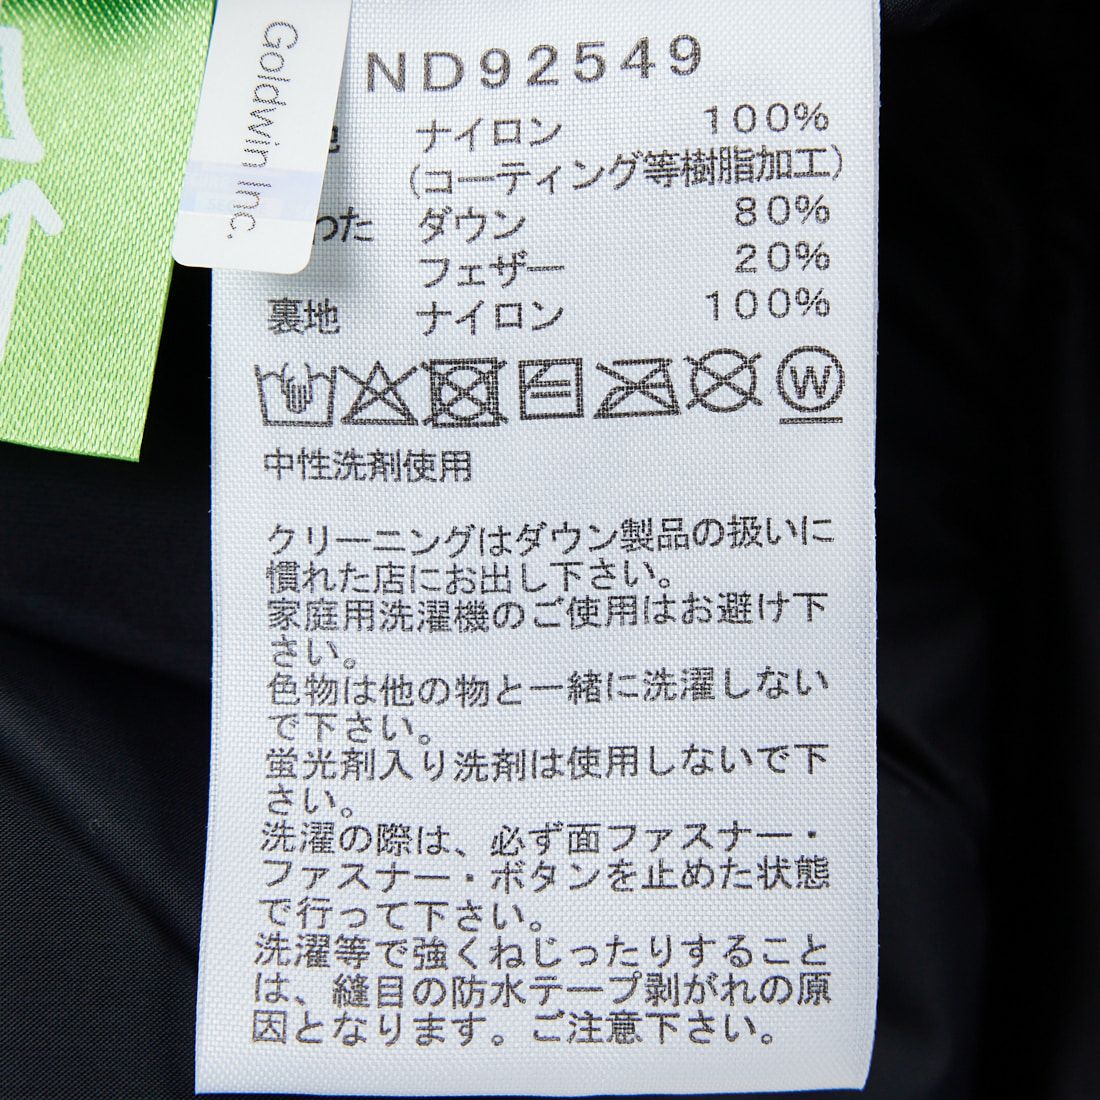 Goldwin Inc.
ND92549
ナイロン 100%
(コーティング等樹脂加工)
わた ダウン 80%
フェザー 20%
裏地 ナイロン 100%
W
中性洗剤使用
クリーニングはダウン製品の扱いに
慣れた店にお出し下さい。
家庭用洗濯機のご使用はお避け下
さい。
色物は他の物と一緒に洗濯しない
で下さい。
蛍光剤入り洗剤は使用しないで下
さい。
洗濯の際は、必ず面ファスナー・
ファスナー・ボタンを止めた状態
で行って下さい。
洗濯等で強くねじったりすること
は、縫目の防水テープ剥がれの原
因となります。ご注意下さい。